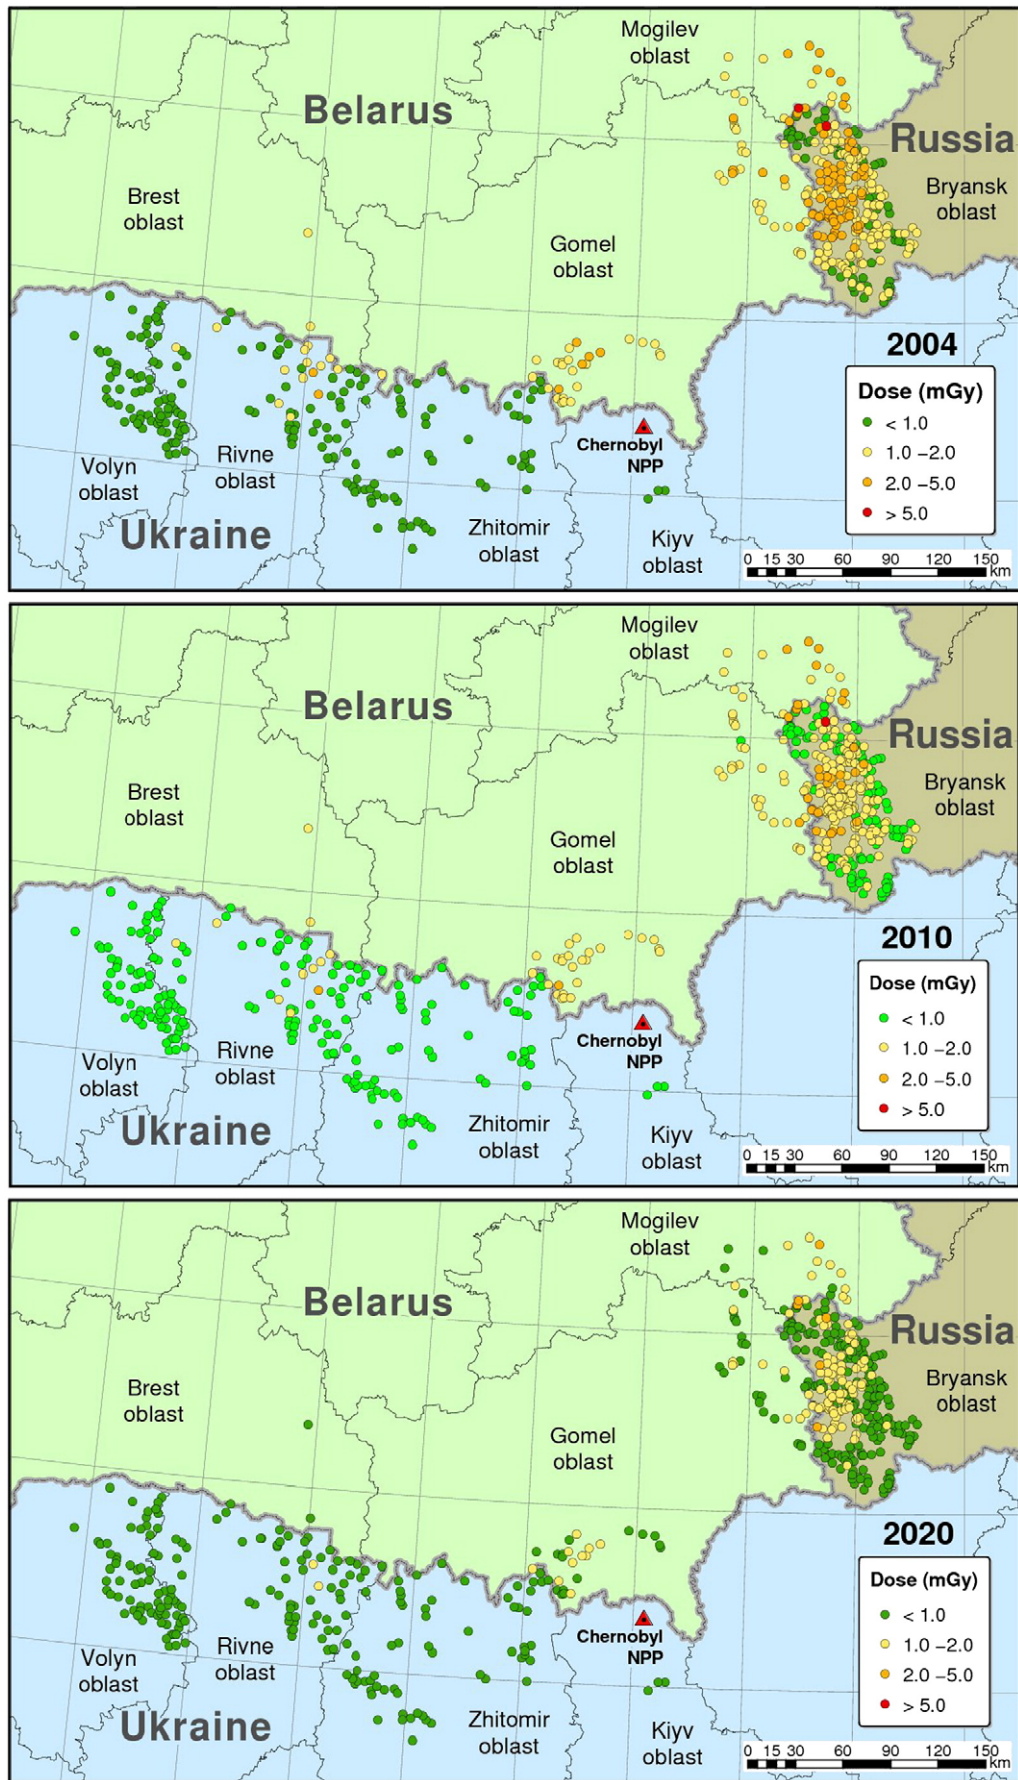 Mogilev
oblast
Belarus
Russia
Brest
oblast
Bryansk
oblast
Gomel
oblast
2004
Dose (mGy)
< 1.0
1.0 −2.0
2.0 −5.0
> 5.0
Chernobyl
NPP
Volyn
oblast
Rivne
oblast
Ukraine
Zhitomir
oblast
Kiyv
oblast
0 15 30 60 90 120 150
km
Mogilev
oblast
Belarus
Russia
Brest
oblast
Bryansk
oblast
Gomel
oblast
2010
Dose (mGy)
< 1.0
1.0 −2.0
2.0 −5.0
> 5.0
Chernobyl
NPP
Volyn
oblast
Rivne
oblast
Ukraine
Zhitomir
oblast
Kiyv
oblast
0 15 30 60 90 120 150
km
Mogilev
oblast
Belarus
Russia
Brest
oblast
Bryansk
oblast
Gomel
oblast
2020
Dose (mGy)
< 1.0
1.0 −2.0
2.0 −5.0
> 5.0
Chernobyl
NPP
Volyn
oblast
Rivne
oblast
Ukraine
Zhitomir
oblast
Kiyv
oblast
0 15 30 60 90 120 150
km